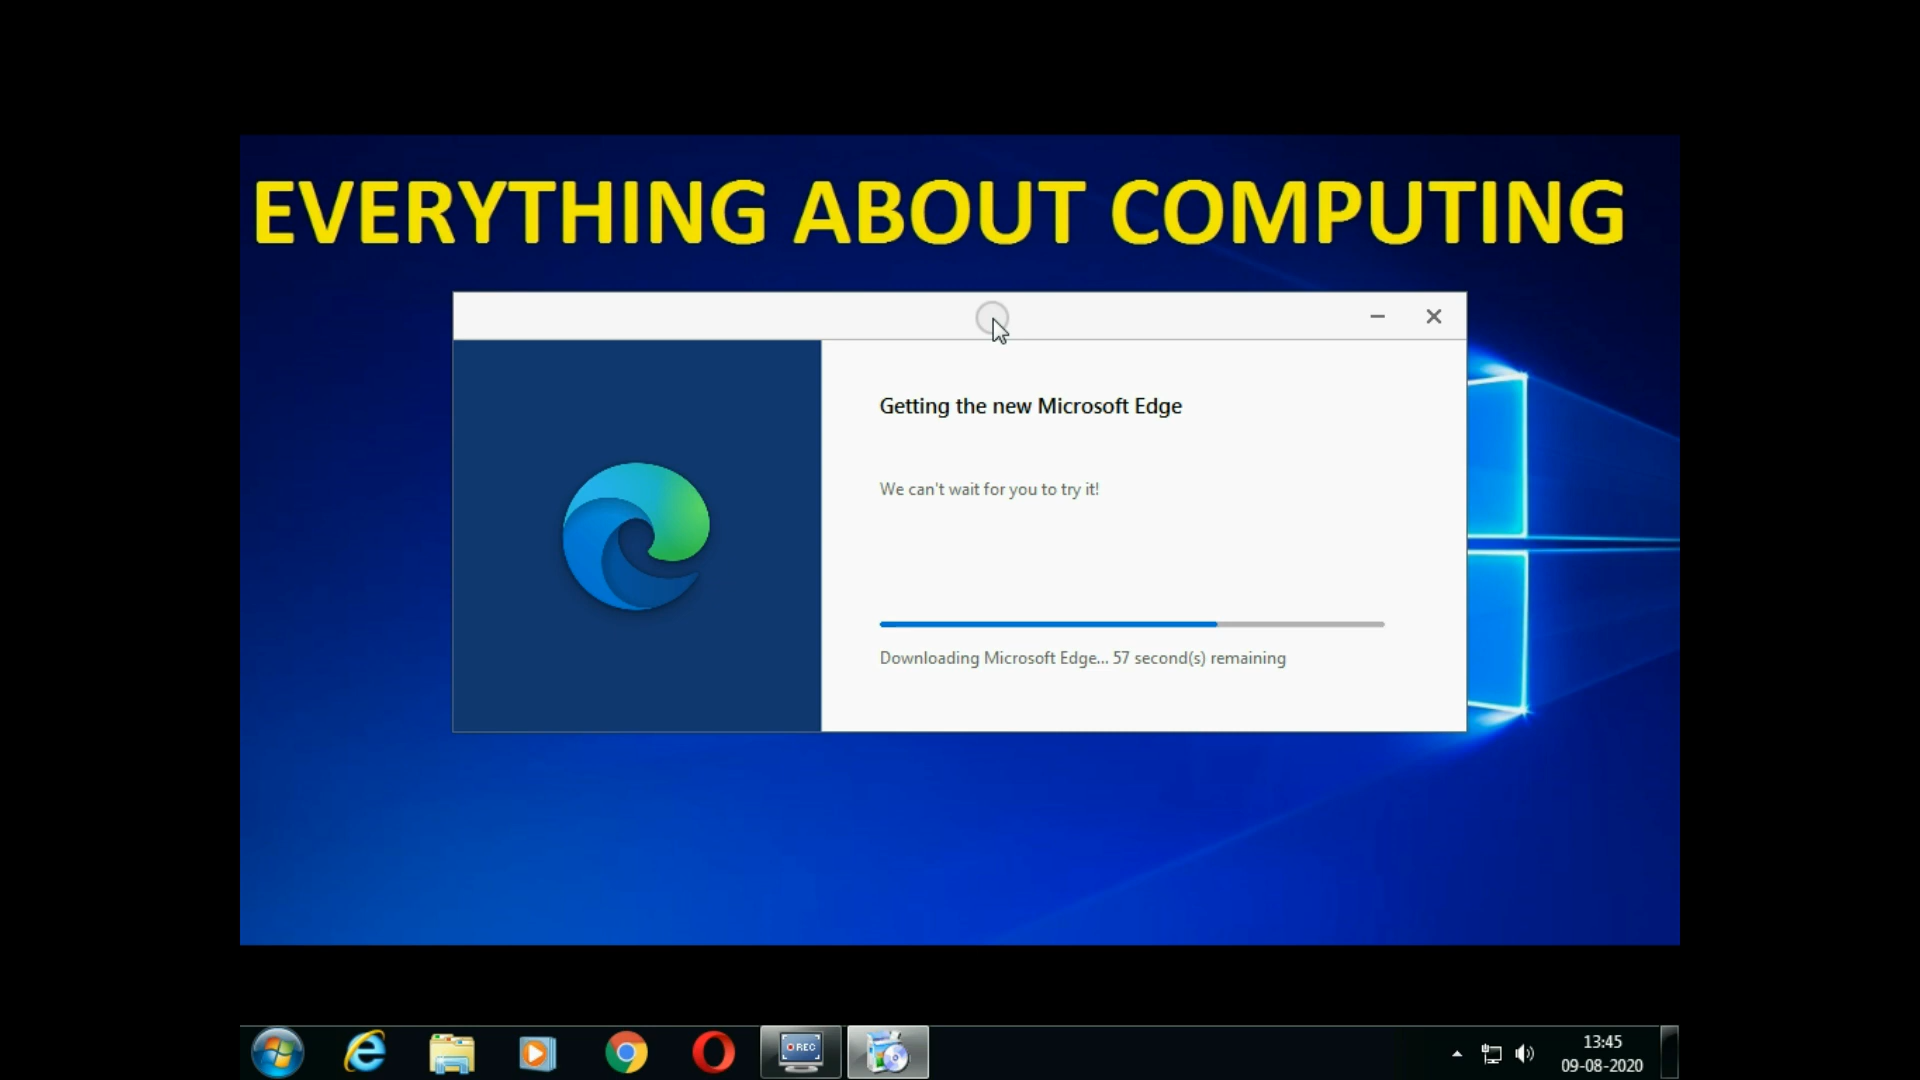 EVERYTHING ABOUT COMPUTING
Getting the new Microsoft Edge
We can't wait for you to try it!
Downloading Microsoft Edge... 57 second(s) remaining
REC
13:45
09-08-2020